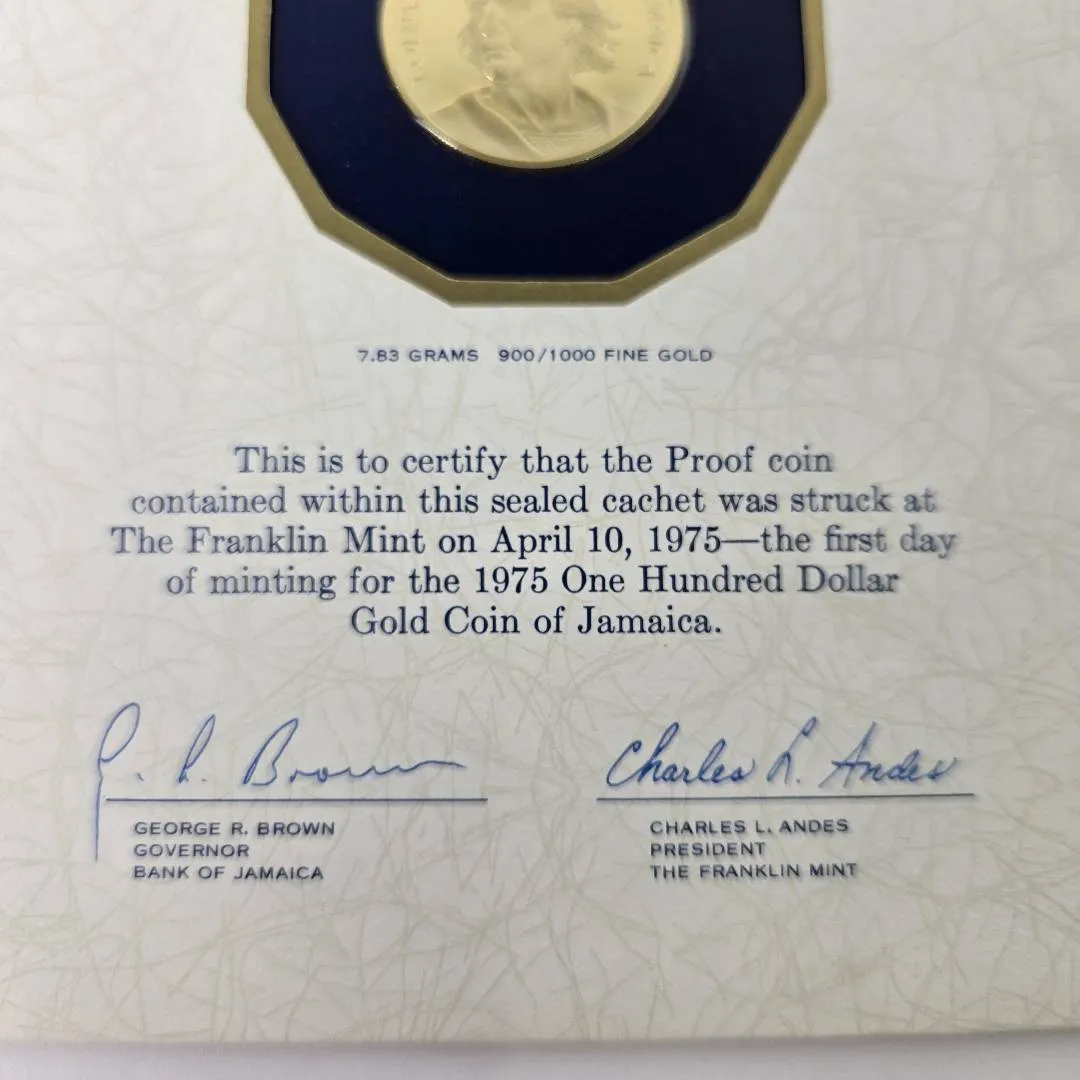 7.83 GRAMS 900/1000 FINE GOLD
This is to certify that the Proof coin
contained within this sealed cachet was struck at
The Franklin Mint on April 10, 1975—the first day
of minting for the 1975 One Hundred Dollar
Gold Coin of Jamaica.
G. R. Brown
Charles L. Andes
GEORGE R. BROWN
GOVERNOR
BANK OF JAMAICA
CHARLES L. ANDES
PRESIDENT
THE FRANKLIN MINT